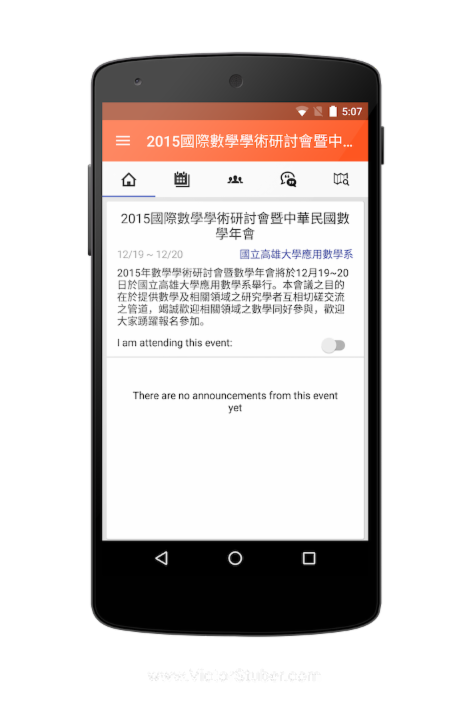 5:07
2015國際數學學術研討會暨中...
2015國際數學學術研討會暨中華民國數
學年會
12/19 ~ 12/20 國立高雄大學應用數學系
2015年數學學術研討會暨數學年會將於12月19~20
日於國立高雄大學應用數學系舉行。本會議之目的
在於提供數學及相關領域之研究學者互相切磋交流
之管道，竭誠歡迎相關領域之數學同好參與，歡迎
大家踴躍報名參加。
I am attending this event:
There are no announcements from this event
yet
www.VictorStuber.com